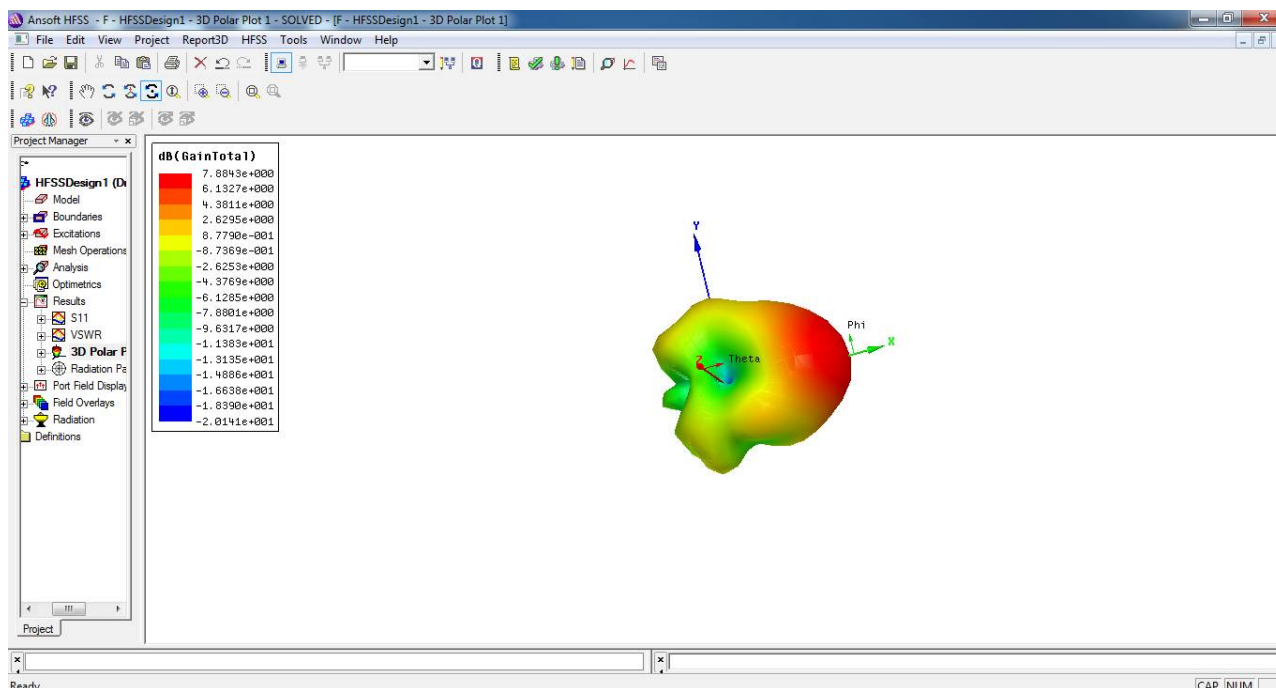 Ansoft HFSS - F - HFSSDesign1 - 3D Polar Plot 1 - SOLVED - [F - HFSSDesign1 - 3D Polar Plot 1]
File Edit View Project Report3D HFSS Tools Window Help
Project Manager
HFSSDesign1 (Dr
Model
Boundaries
Excitations
Mesh Operations
Analysis
Optimetrics
Results
S11
VSWR
3D Polar P
Radiation Pa
Port Field Display
Field Overlays
Radiation
Definitions
Project
dB(GainTotal)
7.8843e+000
6.1327e+000
4.3811e+000
2.6295e+000
8.7790e-001
-8.7369e-001
-2.6253e+000
-4.3769e+000
-6.1285e+000
-7.8801e+000
-9.6317e+000
-1.1383e+001
-1.3135e+001
-1.4886e+001
-1.6638e+001
-1.8390e+001
-2.0141e+001
Y
Phi
X
Z
Theta
Ready
CAP NUM